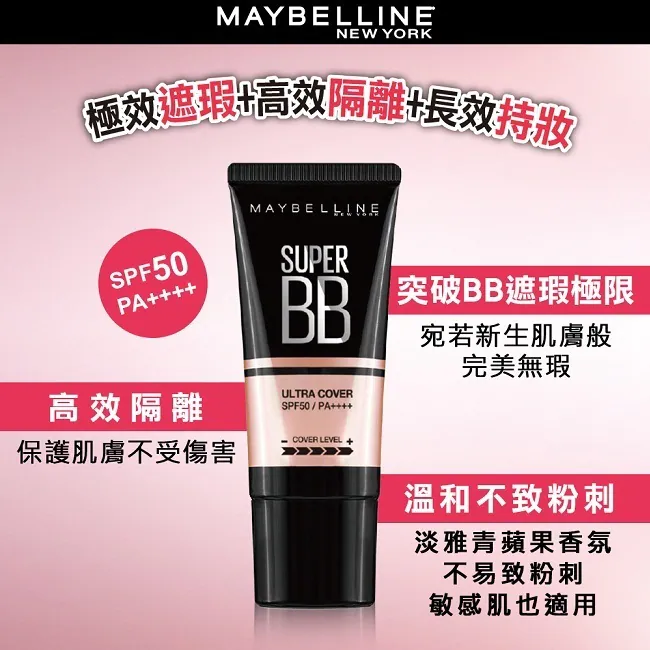 MAYBELLINE
NEW YORK
極效遮瑕+高效隔離+長效持妝
MAYBELLINE
NEW YORK
SUPER
BB
SPF50
PA++++
突破BB遮瑕極限
宛若新生肌膚般
完美無瑕
ULTRA COVER
SPF50 / PA++++
- COVER LEVEL +
高效隔離
保護肌膚不受傷害
溫和不致粉刺
淡雅青蘋果香氛
不易致粉刺
敏感肌也適用